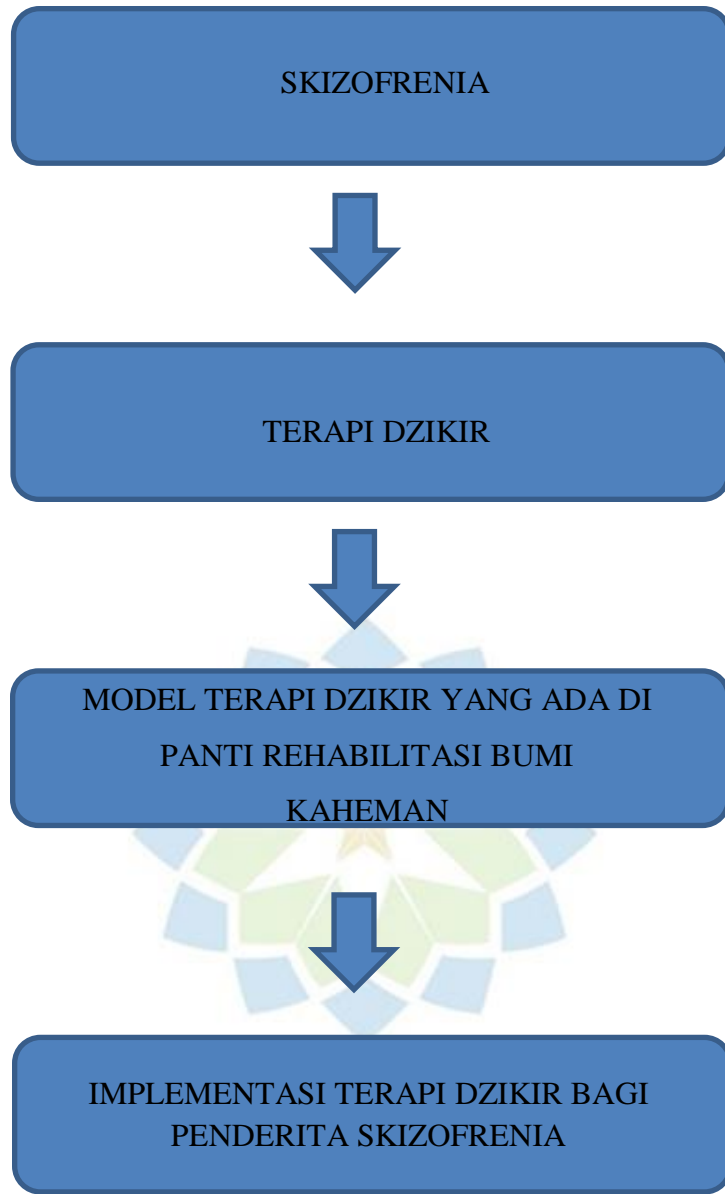 SKIZOFRENIA
TERAPI DZIKIR
MODEL TERAPI DZIKIR YANG ADA DI
PANTI REHABILITASI BUMI
KAHEMAN
IMPLEMENTASI TERAPI DZIKIR BAGI
PENDERITA SKIZOFRENIA